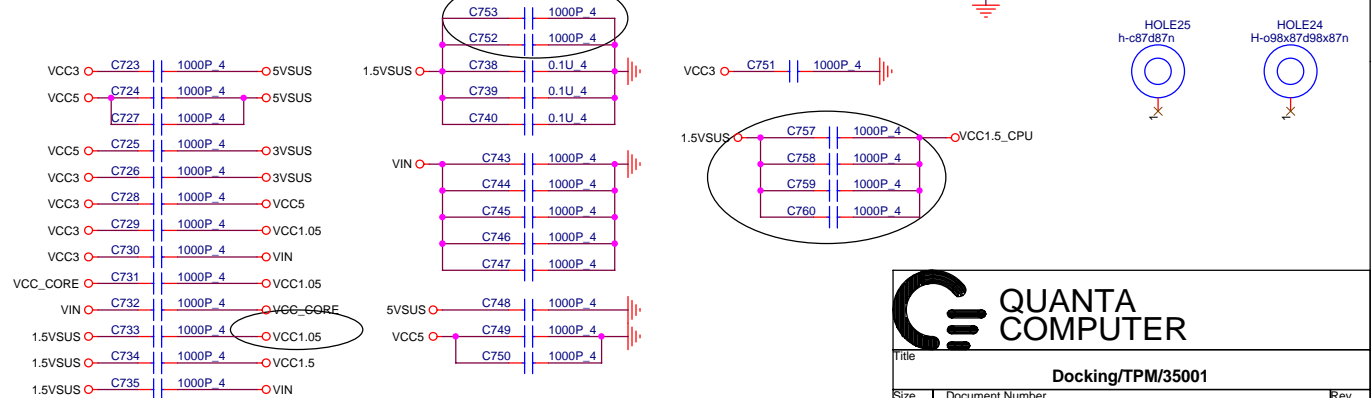 C753 1000P_4
C752 1000P_4
1.5VSUS C738 0.1U_4
C739 0.1U_4
C740 0.1U_4
VCC3 C723 1000P_4 5VSUS
VCC5 C724 1000P_4 5VSUS
C727 1000P_4
VCC5 C725 1000P_4 3VSUS
VCC3 C726 1000P_4 3VSUS
VCC3 C728 1000P_4 VCC5
VCC3 C729 1000P_4 VCC1.05
VCC3 C730 1000P_4 VIN
VCC_CORE C731 1000P_4 VCC1.05
VIN C732 1000P_4 VCC_CORE
1.5VSUS C733 1000P_4 VCC1.05
1.5VSUS C734 1000P_4 VCC1.5
1.5VSUS C735 1000P_4 VIN
VIN C743 1000P_4
C744 1000P_4
C745 1000P_4
C746 1000P_4
C747 1000P_4
5VSUS C748 1000P_4
VCC5 C749 1000P_4
C750 1000P_4
VCC3 C751 1000P_4
1.5VSUS C757 1000P_4 VCC1.5_CPU
C758 1000P_4
C759 1000P_4
C760 1000P_4
HOLE25
h-c87d87n
HOLE24
H-o98x87d98x87n
QUANTA
COMPUTER
Title
Docking/TPM/35001
Size Document Number Rev